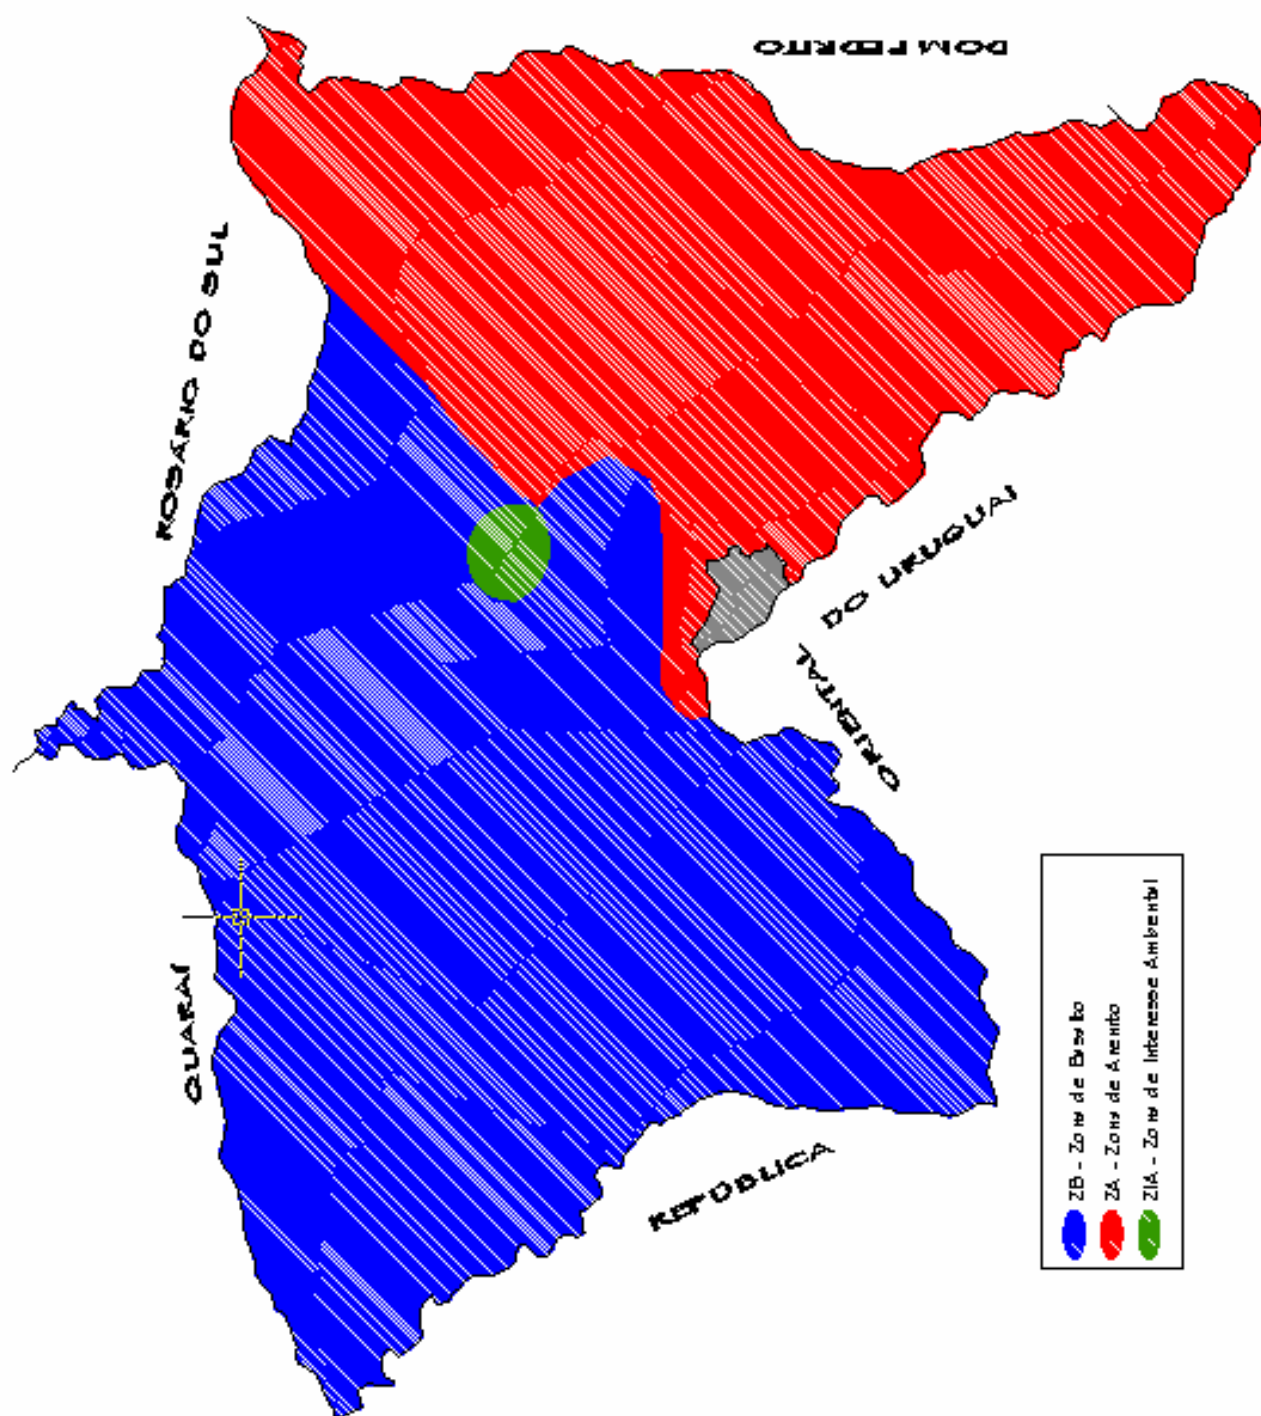 QUARAÍ
ROSÁRIO DO SUL
DOM PEDRITO
REPÚBLICA
ORIENTAL
DO URUGUAI
ZB - Zona de Basalto
ZA - Zona de Arenito
ZIA - Zona de Interesse Ambiental